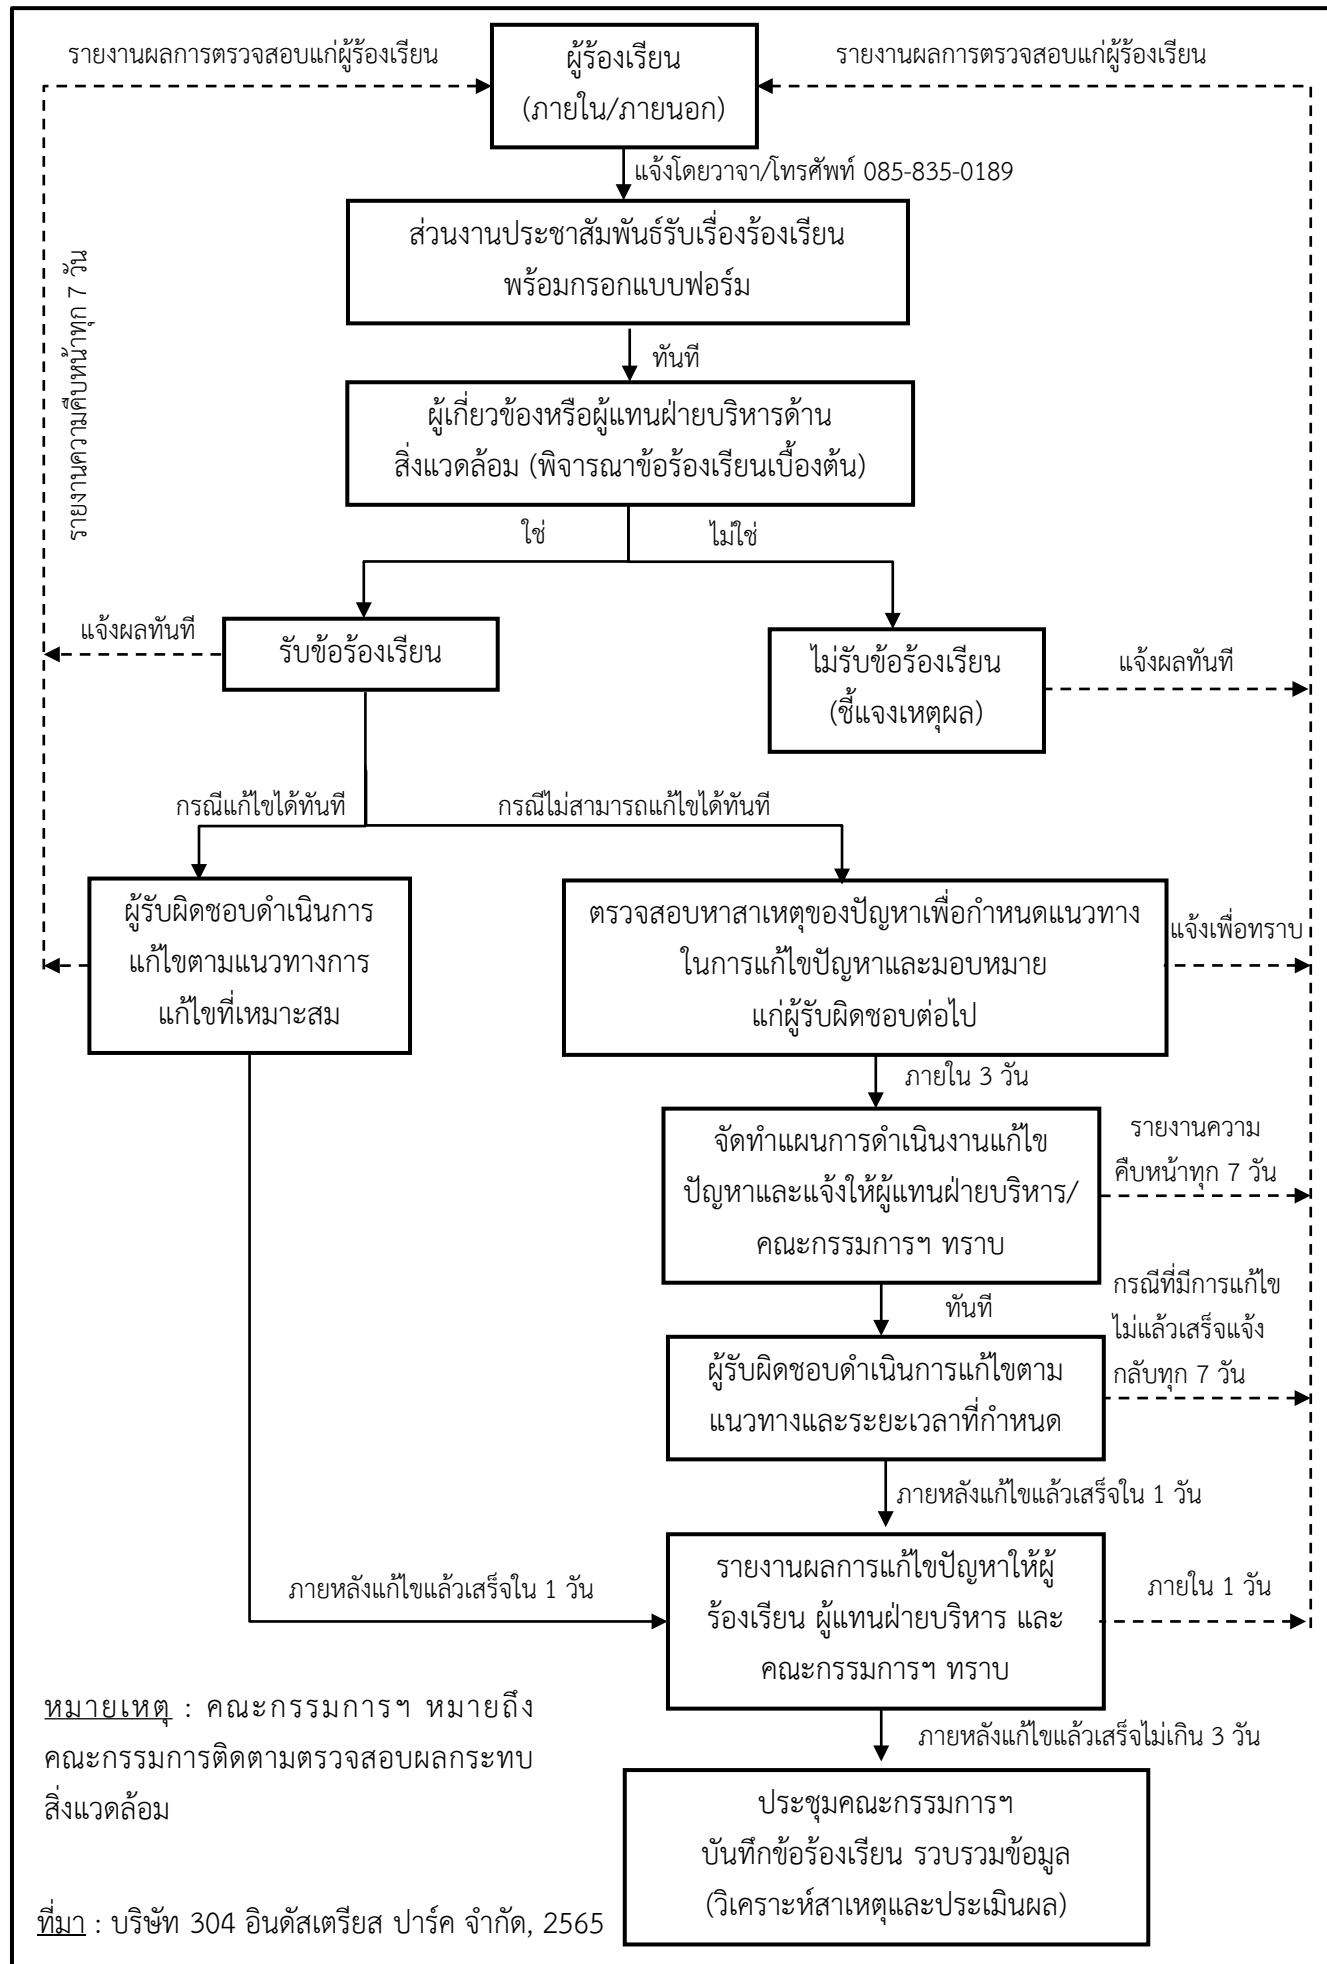 รายงานผลการตรวจสอบแก่ผู้ร้องเรียน
ผู้ร้องเรียน
(ภายใน/ภายนอก)
รายงานผลการตรวจสอบแก่ผู้ร้องเรียน
แจ้งโดยวาจา/โทรศัพท์ 085-835-0189
ส่วนงานประชาสัมพันธ์รับเรื่องร้องเรียน
พร้อมกรอกแบบฟอร์ม
รายงานความคืบหน้าทุก 7 วัน
ทันที
ผู้เกี่ยวข้องหรือผู้แทนฝ่ายบริหารด้าน
สิ่งแวดล้อม (พิจารณาข้อร้องเรียนเบื้องต้น)
ใช่
ไม่ใช่
แจ้งผลทันที
รับข้อร้องเรียน
ไม่รับข้อร้องเรียน
(ชี้แจงเหตุผล)
แจ้งผลทันที
กรณีแก้ไขได้ทันที
กรณีไม่สามารถแก้ไขได้ทันที
ผู้รับผิดชอบดำเนินการ
แก้ไขตามแนวทางการ
แก้ไขที่เหมาะสม
ตรวจสอบหาสาเหตุของปัญหาเพื่อกำหนดแนวทาง
ในการแก้ไขปัญหาและมอบหมาย
แก่ผู้รับผิดชอบต่อไป
แจ้งเพื่อทราบ
ภายใน 3 วัน
จัดทำแผนการดำเนินงานแก้ไข
ปัญหาและแจ้งให้ผู้แทนฝ่ายบริหาร/
คณะกรรมการฯ ทราบ
รายงานความ
คืบหน้าทุก 7 วัน
ทันที
กรณีที่มีการแก้ไข
ไม่แล้วเสร็จแจ้ง
กลับทุก 7 วัน
ผู้รับผิดชอบดำเนินการแก้ไขตาม
แนวทางและระยะเวลาที่กำหนด
ภายหลังแก้ไขแล้วเสร็จใน 1 วัน
ภายหลังแก้ไขแล้วเสร็จใน 1 วัน
รายงานผลการแก้ไขปัญหาให้ผู้
ร้องเรียน ผู้แทนฝ่ายบริหาร และ
คณะกรรมการฯ ทราบ
ภายใน 1 วัน
ภายหลังแก้ไขแล้วเสร็จไม่เกิน 3 วัน
หมายเหตุ : คณะกรรมการฯ หมายถึง
คณะกรรมการติดตามตรวจสอบผลกระทบ
สิ่งแวดล้อม
ประชุมคณะกรรมการฯ
บันทึกข้อร้องเรียน รวบรวมข้อมูล
(วิเคราะห์สาเหตุและประเมินผล)
ที่มา : บริษัท 304 อินดัสเตรียส ปาร์ค จำกัด, 2565